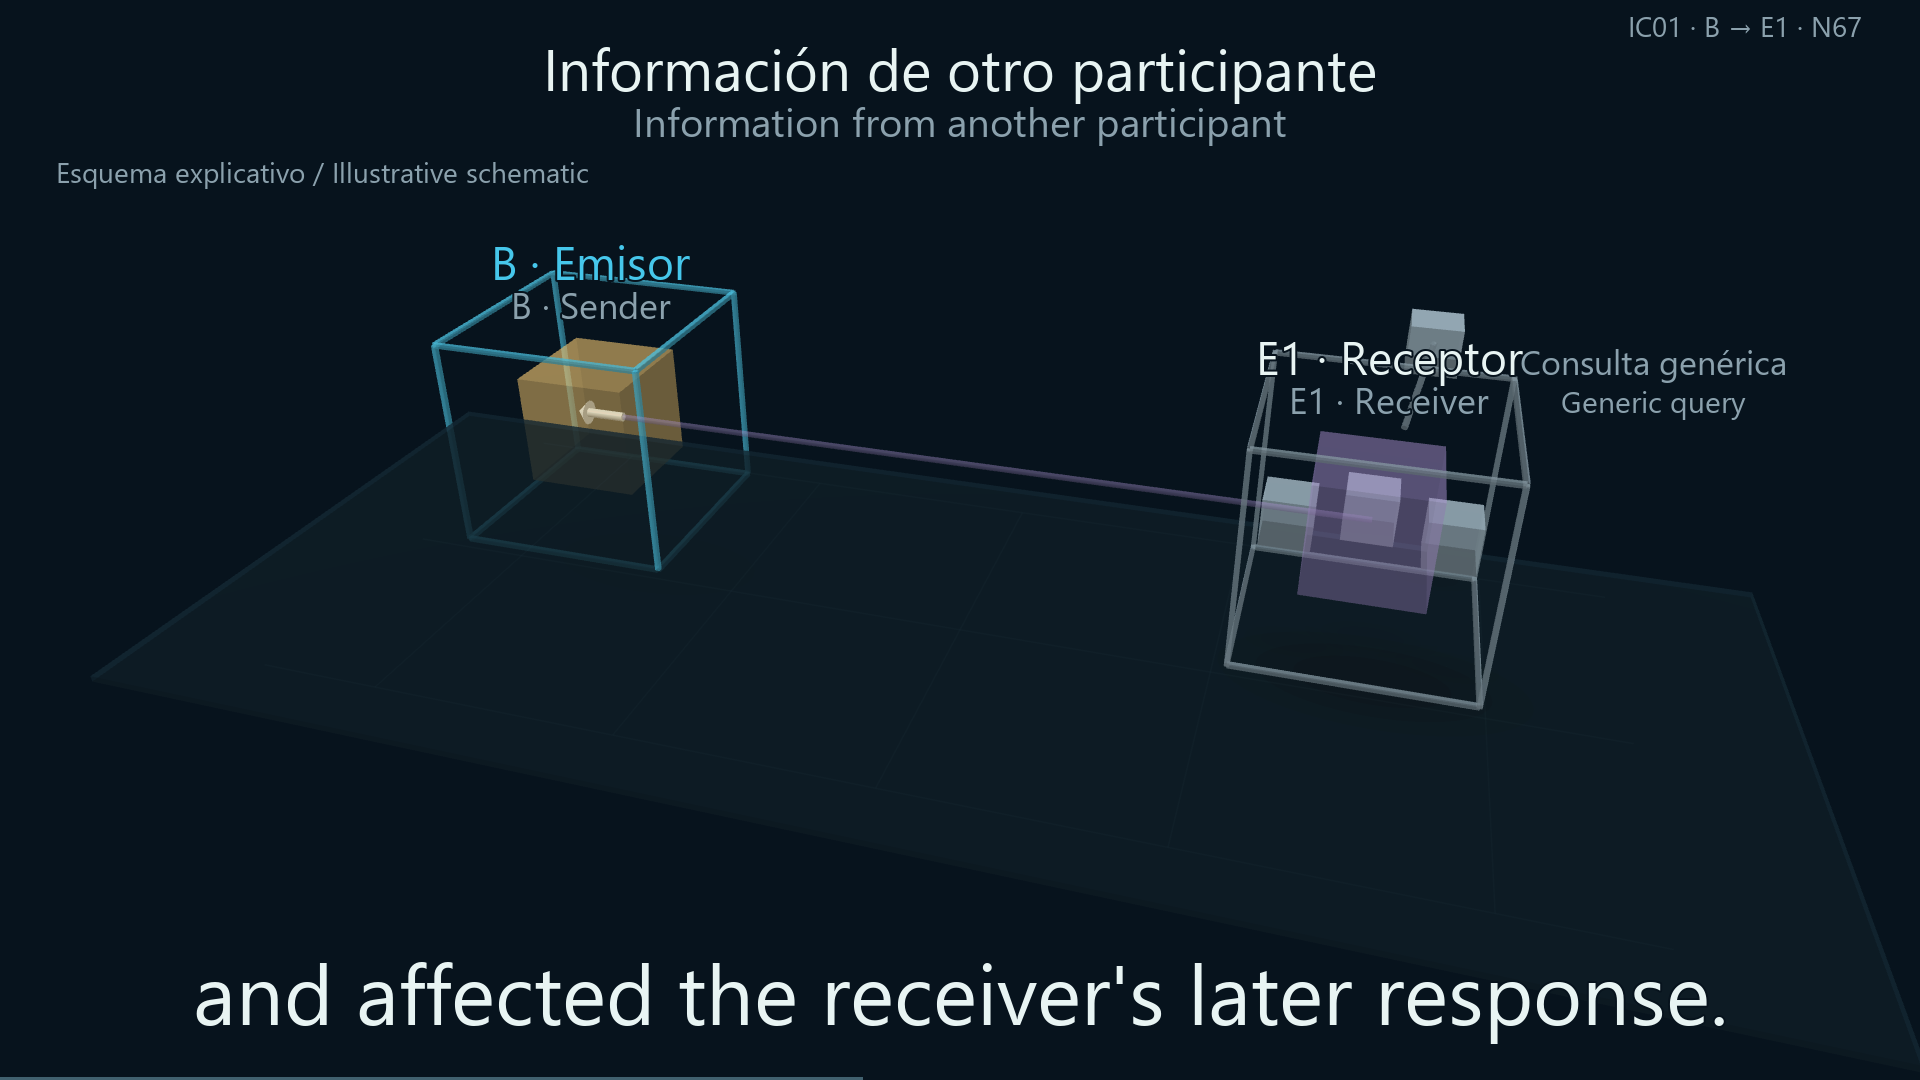 IC01 · B → E1 · N67
Información de otro participante
Information from another participant
Esquema explicativo / Illustrative schematic
B · Emisor
B · Sender
E1 · Receptor
E1 · Receiver
Consulta genérica
Generic query
and affected the receiver's later response.